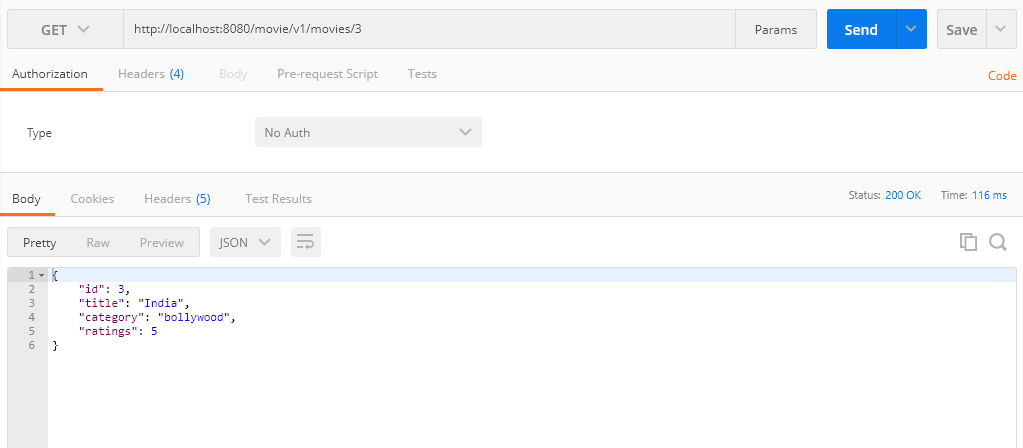 GET http://localhost:8080/movie/v1/movies/3 Params Send Save
Authorization Headers (4) Body Pre-request Script Tests Code
Type No Auth
Body Cookies Headers (5) Test Results Status: 200 OK Time: 116 ms
Pretty Raw Preview JSON
1 {
2 "id": 3,
3 "title": "India",
4 "category": "bollywood",
5 "ratings": 5
6 }